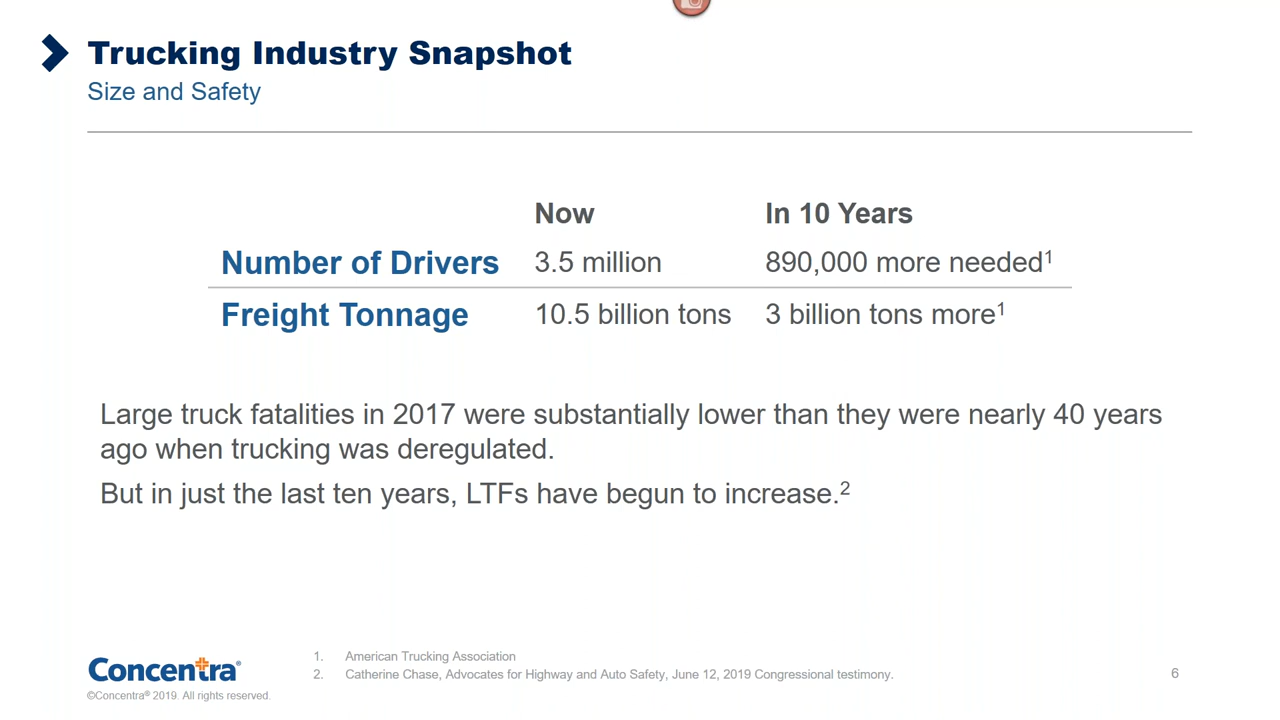 Trucking Industry Snapshot
Size and Safety
Now In 10 Years
Number of Drivers 3.5 million 890,000 more needed¹
Freight Tonnage 10.5 billion tons 3 billion tons more¹
Large truck fatalities in 2017 were substantially lower than they were nearly 40 years
ago when trucking was deregulated.
But in just the last ten years, LTFs have begun to increase.²
Concentra®
©Concentra® 2019. All rights reserved.
1. American Trucking Association
2. Catherine Chase, Advocates for Highway and Auto Safety, June 12, 2019 Congressional testimony.
6